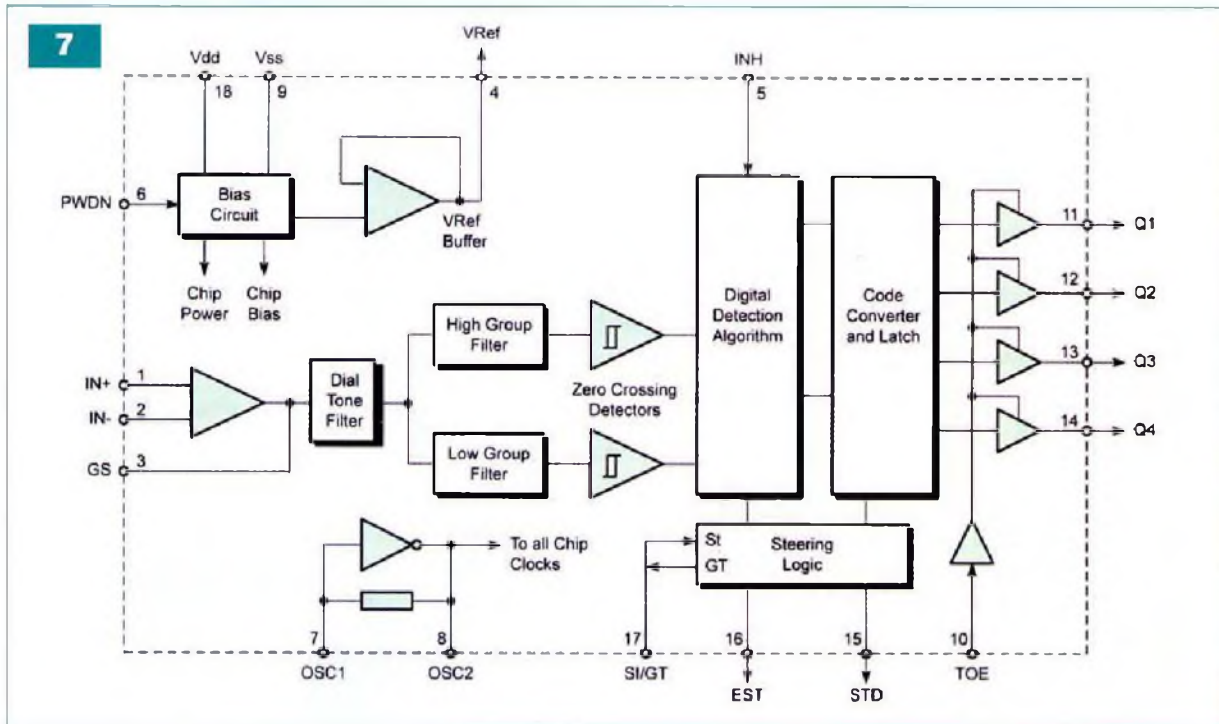 7
VRef
Vdd
Vss
INH
18
9
4
5
PWDN
6
Bias
Circuit
VRef
Buffer
11
Q1
12
Q2
13
Q3
14
Q4
Chip
Power
Chip
Bias
High Group
Filter
Digital
Detection
Algorithm
Code
Converter
and Latch
IN+
1
IN-
2
GS
3
Dial
Tone
Filter
Zero Crossing
Detectors
Low Group
Filter
To all Chip
Clocks
St
GT
Steering
Logic
7
8
17
16
15
10
OSC1
OSC2
SI/GT
EST
STD
TOE